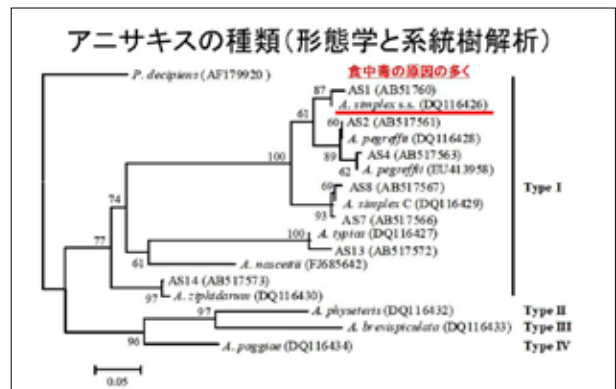 アニサキスの種類（形態学と系統樹解析）
P. decipiens (AF179920)
食中毒の原因の多く
87
AS1 (AB51760)
A. simplex s.s. (DQ116426)
61
60
AS2 (AB517561)
A. pegreffii (DQ116428)
100
89
AS4 (AB517563)
62
A. pegreffii (EU413958)
69
AS8 (AB517567)
Type I
A. simplex C (DQ116429)
74
93
AS7 (AB517566)
100
A. typica (DQ116427)
77
AS13 (AB517572)
61
A. nascettii (FJ685642)
AS14 (AB517573)
97
A. ziphidarum (DQ116430)
97
A. physeteris (DQ116432)
Type II
A. brevispiculata (DQ116433)
Type III
96
A. paggiae (DQ116434)
Type IV
0.05